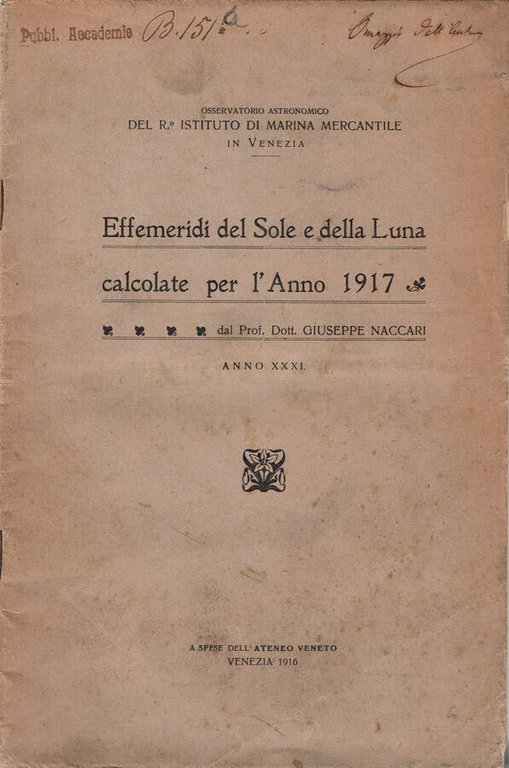 Pubbl. Accademie
B.151
Omaggio dell'Autore
OSSERVATORIO ASTRONOMICO
DEL R.º ISTITUTO DI MARINA MERCANTILE
IN VENEZIA
Effemeridi del Sole e della Luna
calcolate per l'Anno 1917
dal Prof. Dott. GIUSEPPE NACCARI
ANNO XXXI.
A SPESE DELL'ATENEO VENETO
VENEZIA 1916